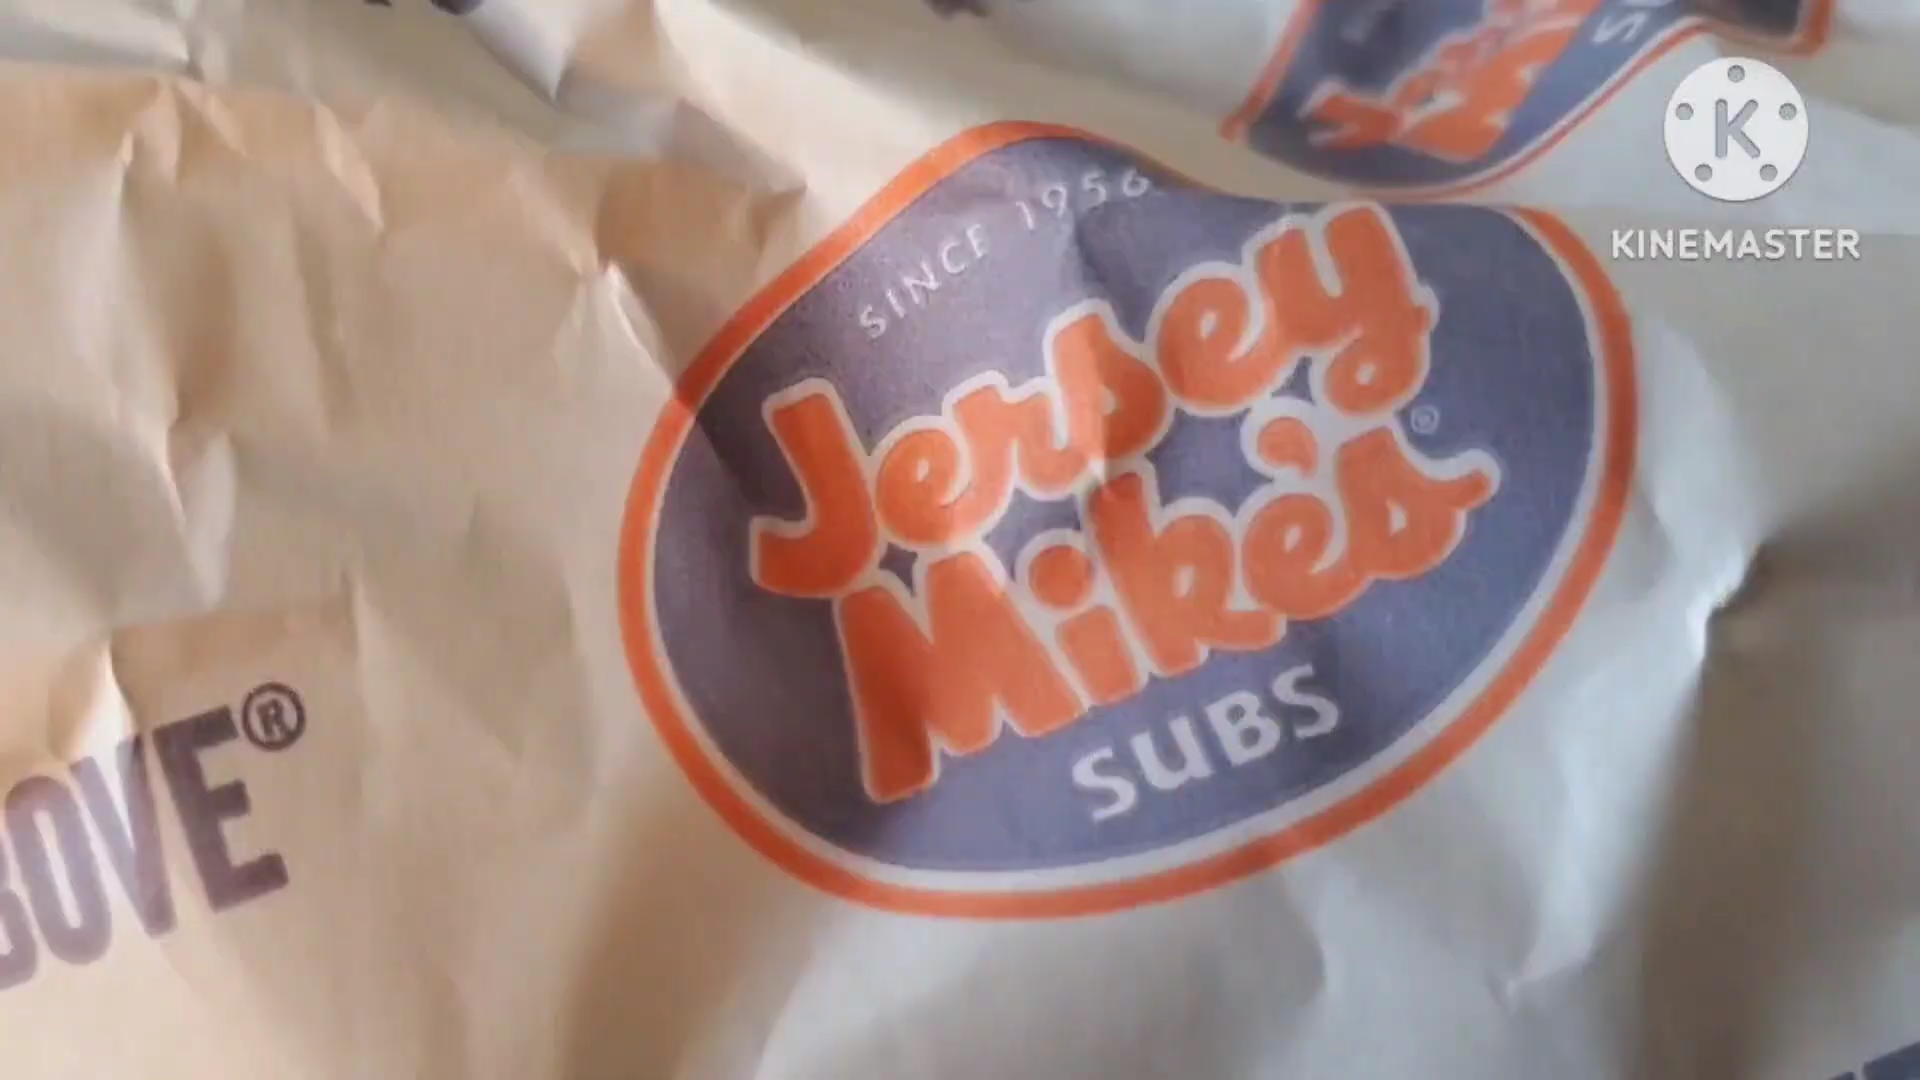 K
KINEMASTER
SINCE 1956
Jersey
Mike's
®
SUBS
BOVE®